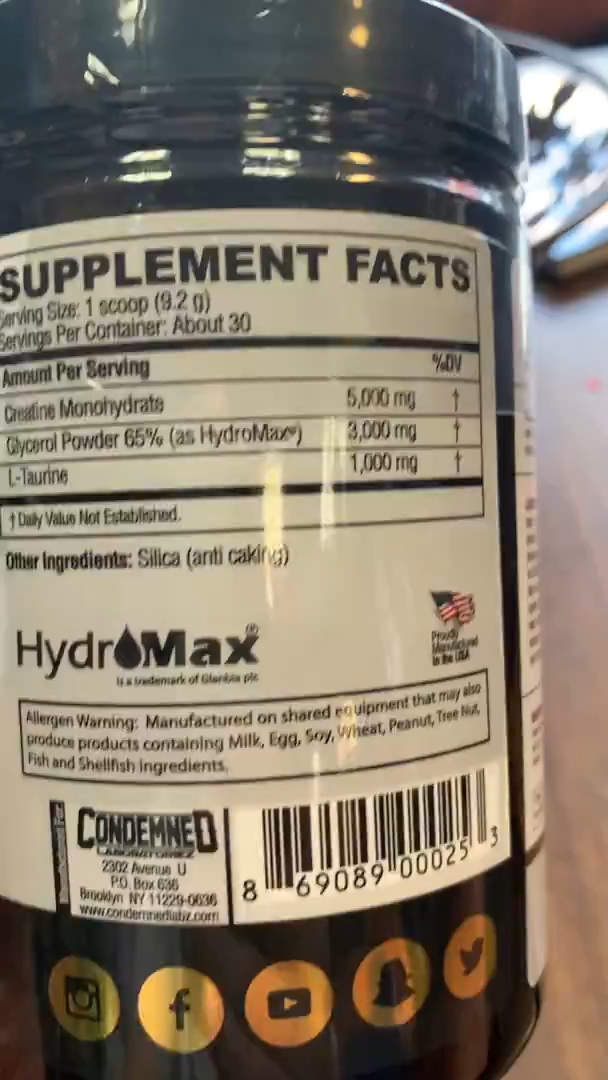 SUPPLEMENT FACTS
Serving Size: 1 scoop (9.2 g)
Servings Per Container: About 30
Amount Per Serving %DV
Creatine Monohydrate 5,000 mg †
Glycerol Powder 65% (as HydroMax®) 3,000 mg †
L-Taurine 1,000 mg †
† Daily Value Not Established.
Other Ingredients: Silica (anti caking)
HydroMax®
is a trademark of Glanbia plc
Proudly
Manufactured
In the USA
Allergen Warning: Manufactured on shared equipment that may also
produce products containing Milk, Egg, Soy, Wheat, Peanut, Tree Nut,
Fish and Shellfish ingredients.
CONDEMNED
LABORATORIEZ
2302 Avenue U
P.O. Box 636
Brooklyn NY 11229-0636
www.condemnedlabz.com
8 69089 00025 3